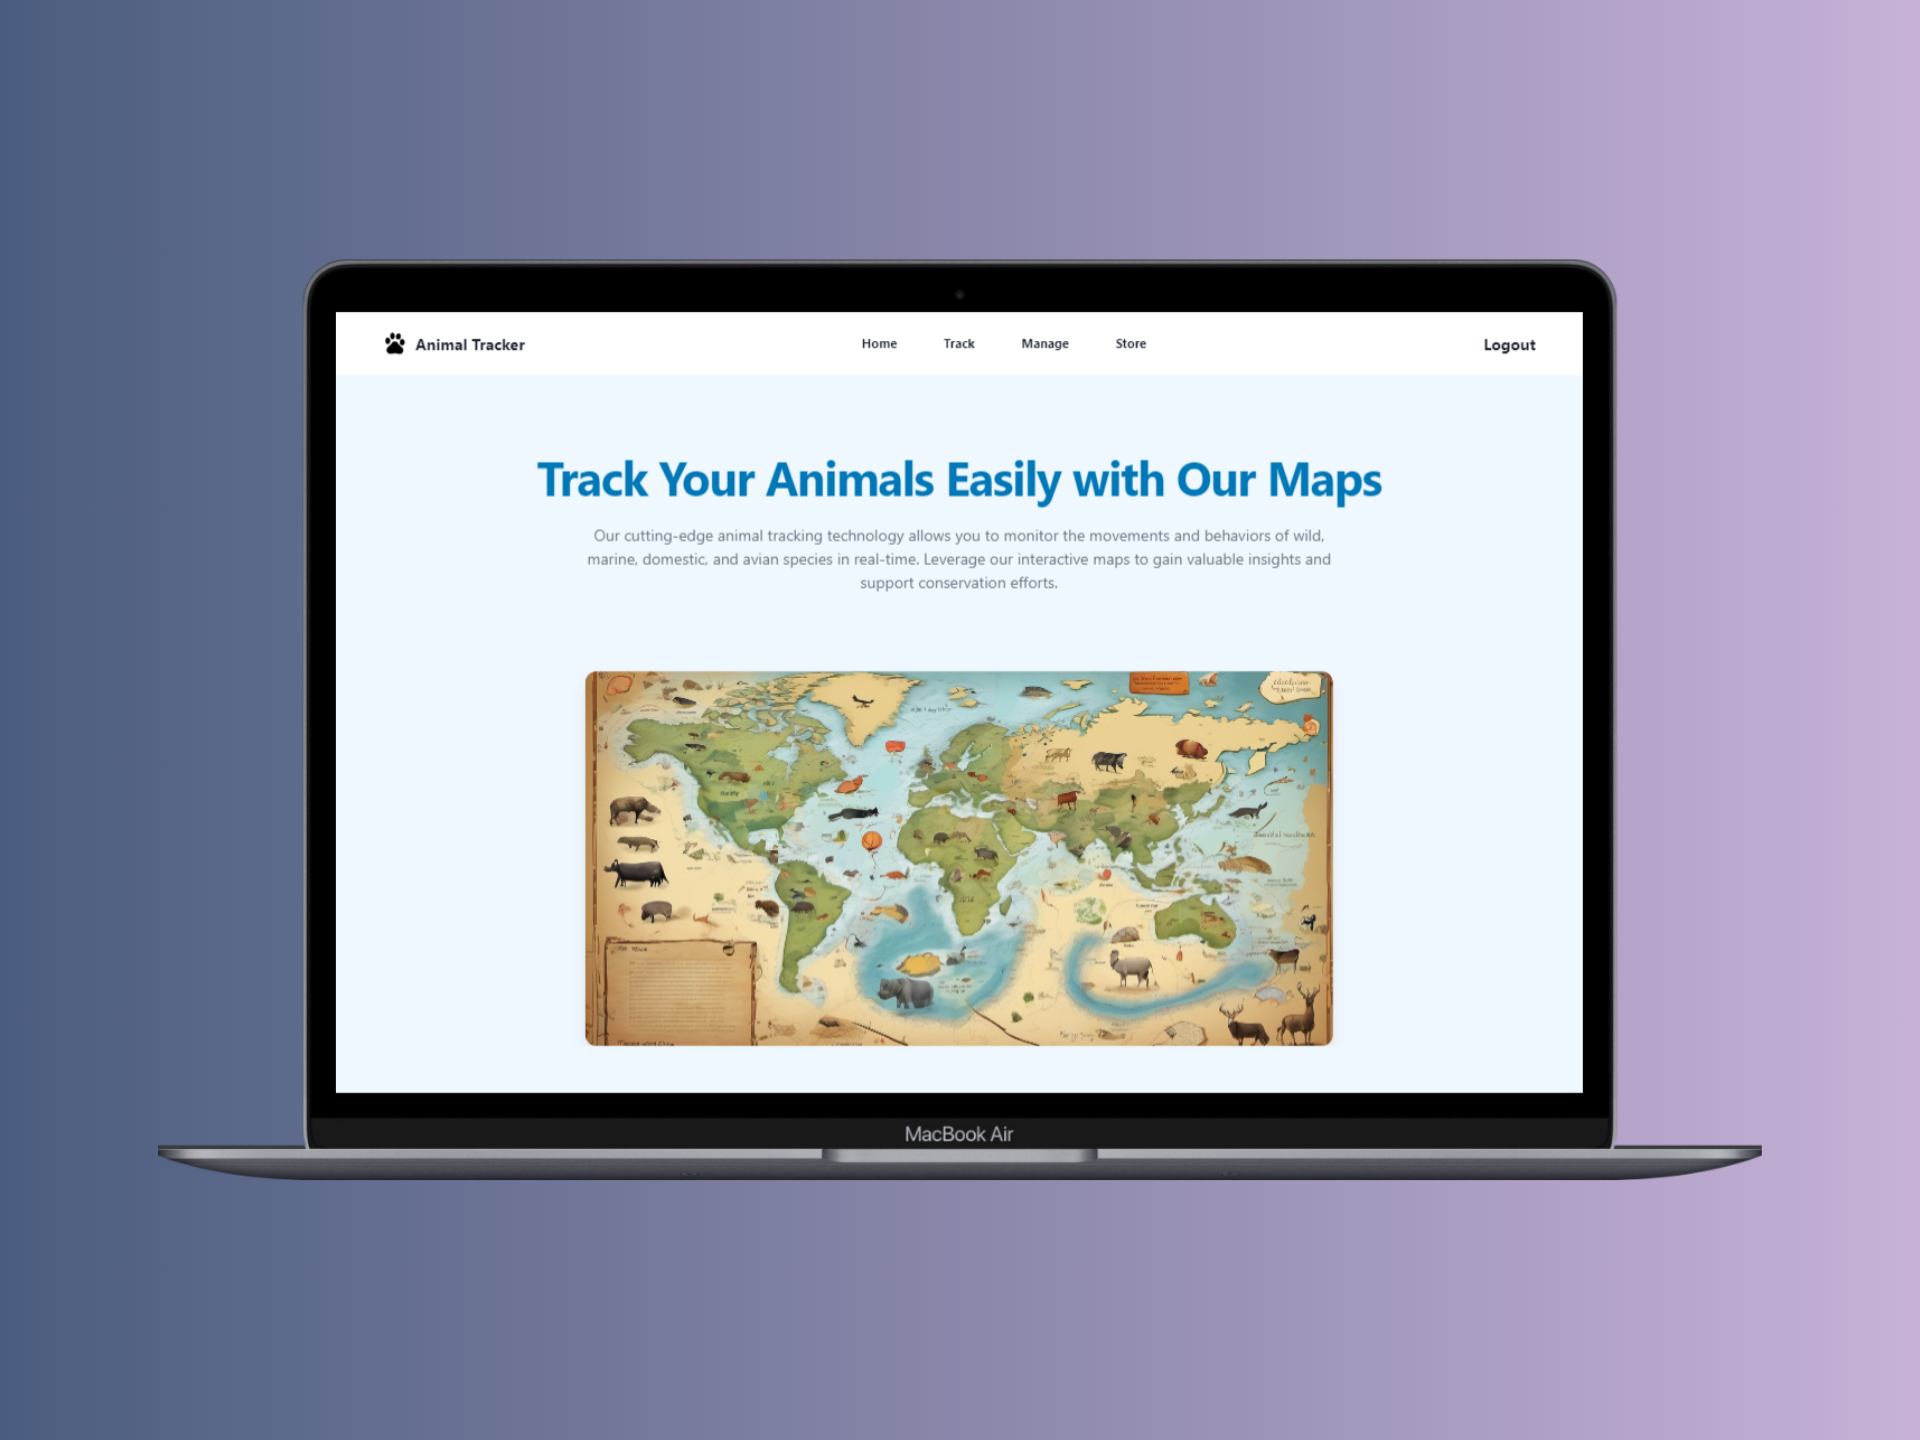 Animal Tracker
Home
Track
Manage
Store
Logout
Track Your Animals Easily with Our Maps
Our cutting-edge animal tracking technology allows you to monitor the movements and behaviors of wild,
marine, domestic, and avian species in real-time. Leverage our interactive maps to gain valuable insights and
support conservation efforts.
MacBook Air